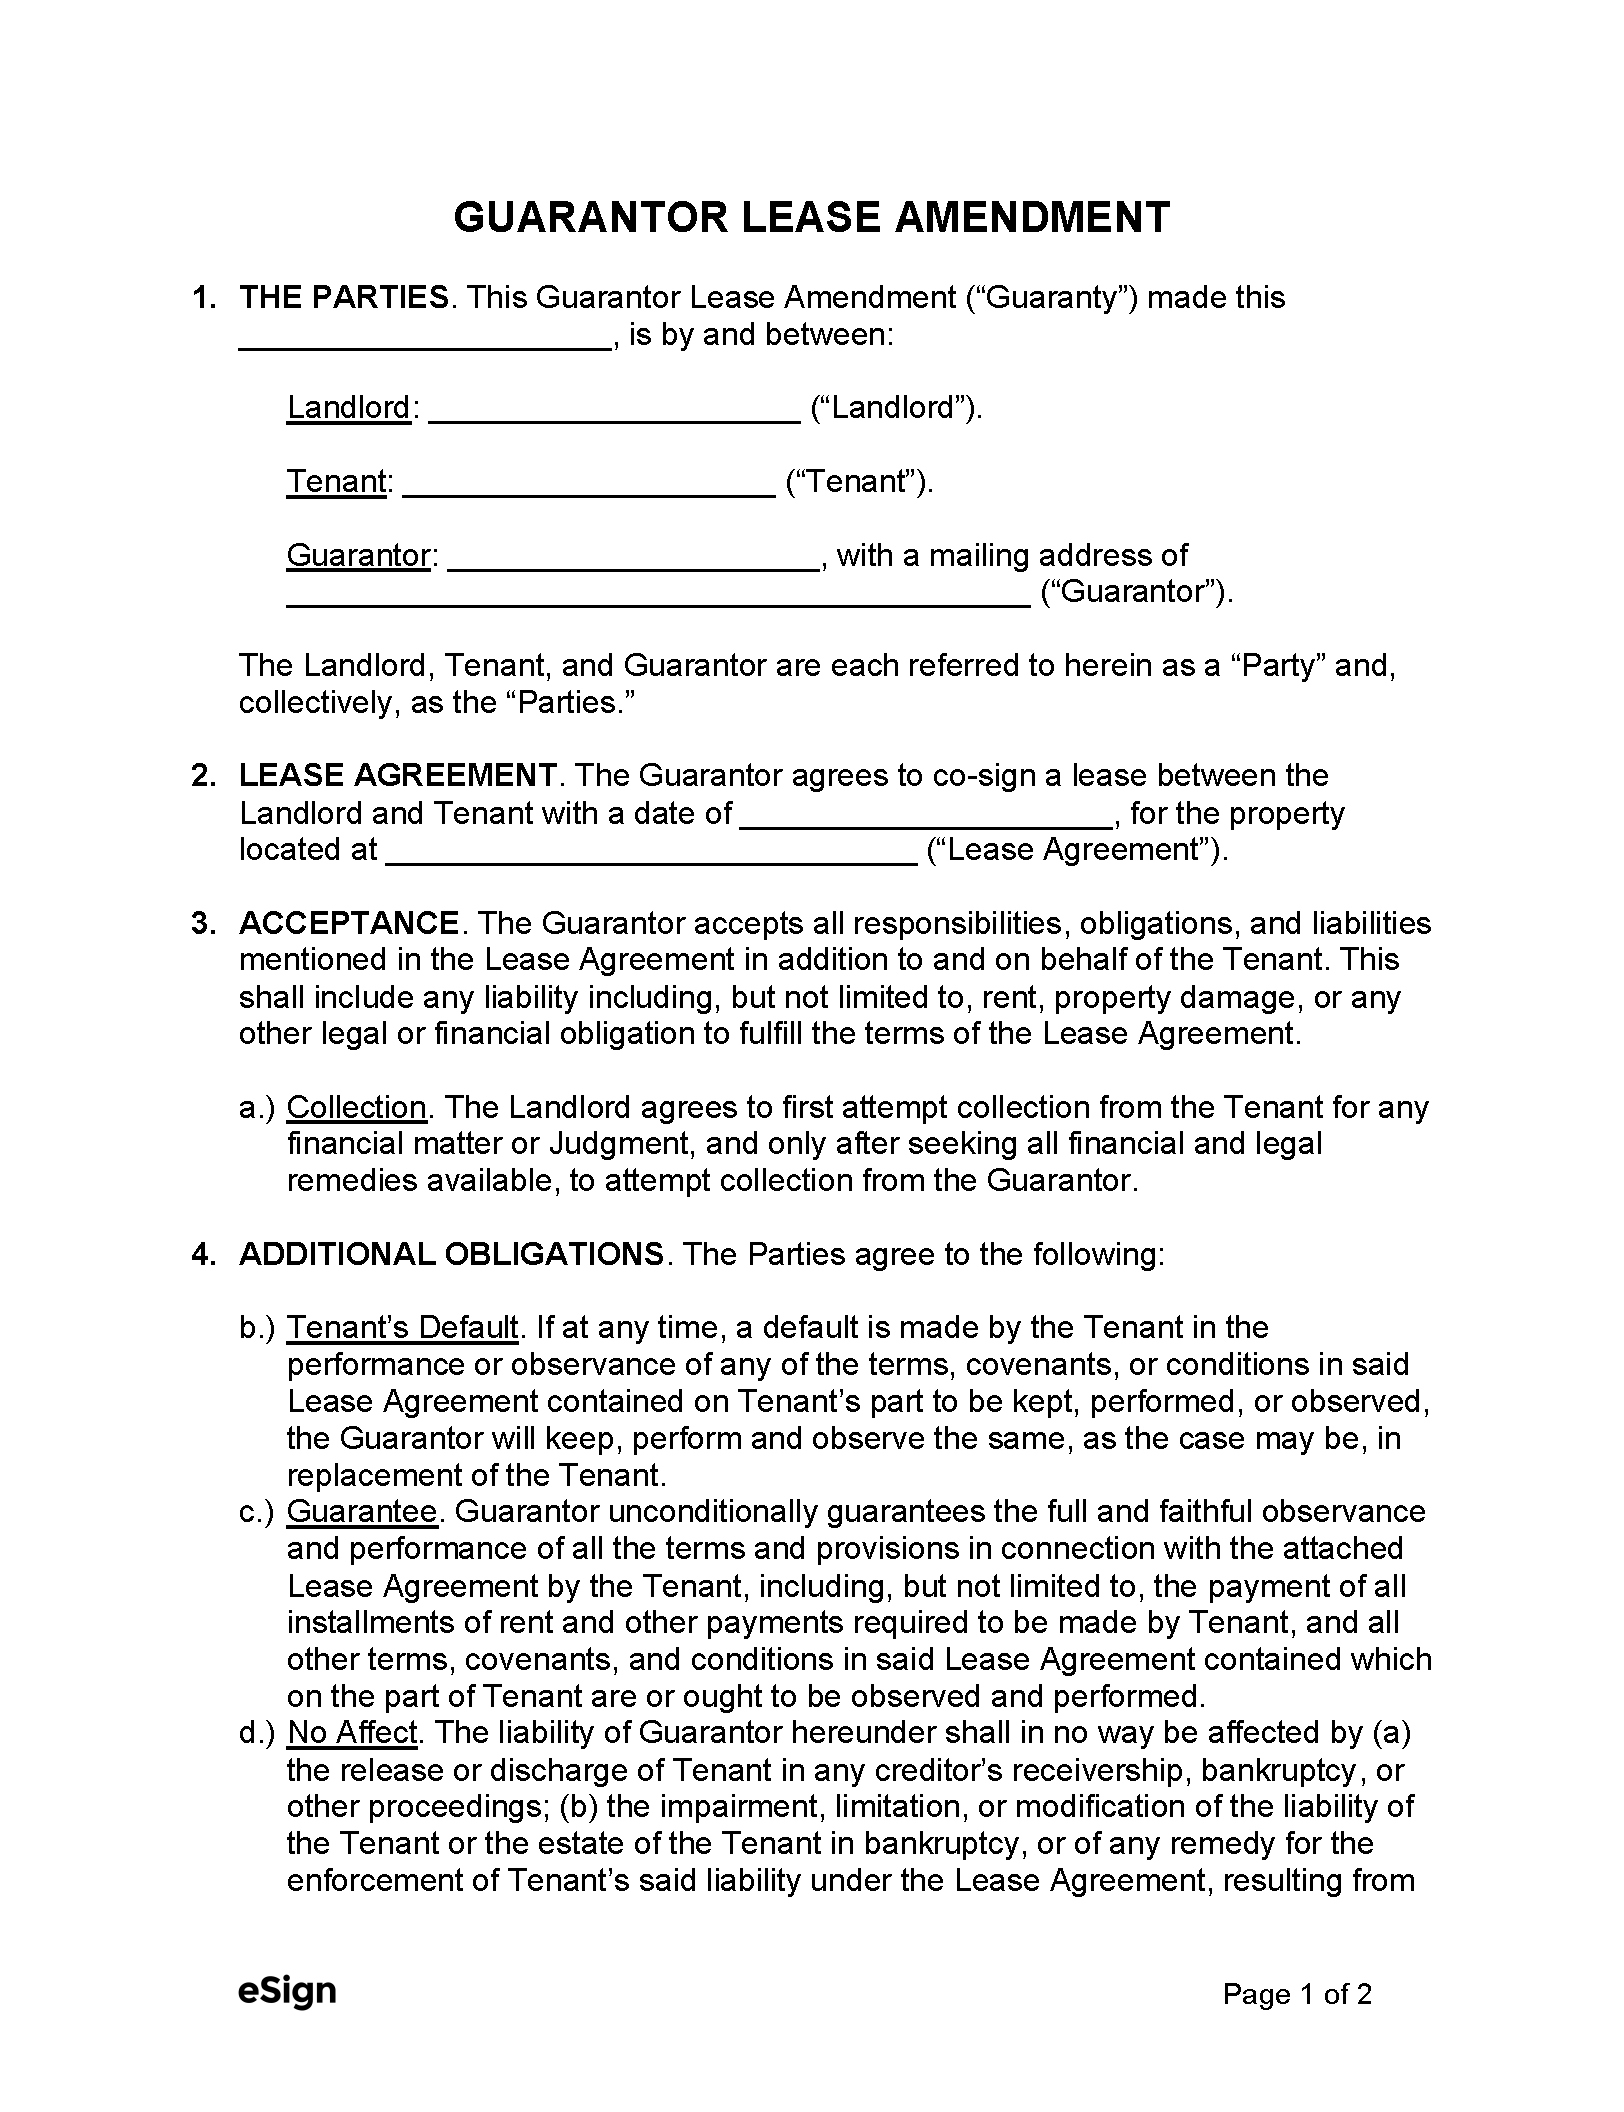 GUARANTOR LEASE AMENDMENT
1. THE PARTIES. This Guarantor Lease Amendment (“Guaranty”) made this
_____________________, is by and between:
Landlord: _____________________ (“Landlord”).
Tenant: _____________________ (“Tenant”).
Guarantor: _____________________, with a mailing address of
__________________________________________ (“Guarantor”).
The Landlord, Tenant, and Guarantor are each referred to herein as a “Party” and,
collectively, as the “Parties.”
2. LEASE AGREEMENT. The Guarantor agrees to co-sign a lease between the
Landlord and Tenant with a date of _____________________, for the property
located at ______________________________ (“Lease Agreement”).
3. ACCEPTANCE. The Guarantor accepts all responsibilities, obligations, and liabilities
mentioned in the Lease Agreement in addition to and on behalf of the Tenant. This
shall include any liability including, but not limited to, rent, property damage, or any
other legal or financial obligation to fulfill the terms of the Lease Agreement.
a.) Collection. The Landlord agrees to first attempt collection from the Tenant for any
financial matter or Judgment, and only after seeking all financial and legal
remedies available, to attempt collection from the Guarantor.
4. ADDITIONAL OBLIGATIONS. The Parties agree to the following:
b.) Tenant’s Default. If at any time, a default is made by the Tenant in the
performance or observance of any of the terms, covenants, or conditions in said
Lease Agreement contained on Tenant’s part to be kept, performed, or observed,
the Guarantor will keep, perform and observe the same, as the case may be, in
replacement of the Tenant.
c.) Guarantee. Guarantor unconditionally guarantees the full and faithful observance
and performance of all the terms and provisions in connection with the attached
Lease Agreement by the Tenant, including, but not limited to, the payment of all
installments of rent and other payments required to be made by Tenant, and all
other terms, covenants, and conditions in said Lease Agreement contained which
on the part of Tenant are or ought to be observed and performed.
d.) No Affect. The liability of Guarantor hereunder shall in no way be affected by (a)
the release or discharge of Tenant in any creditor’s receivership, bankruptcy, or
other proceedings; (b) the impairment, limitation, or modification of the liability of
the Tenant or the estate of the Tenant in bankruptcy, or of any remedy for the
enforcement of Tenant’s said liability under the Lease Agreement, resulting from
eSign
Page 1 of 2